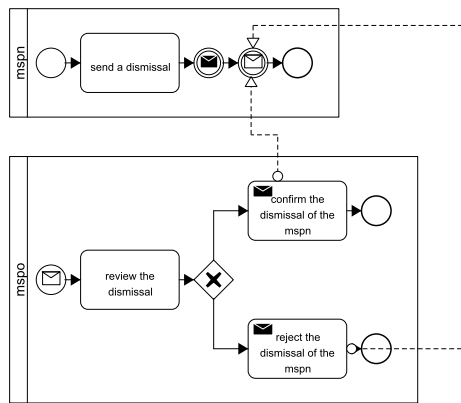 mspn
send a dismissal
mspo
review the
dismissal
confirm the
dismissal of the
mspn
reject the
dismissal of the
mspn